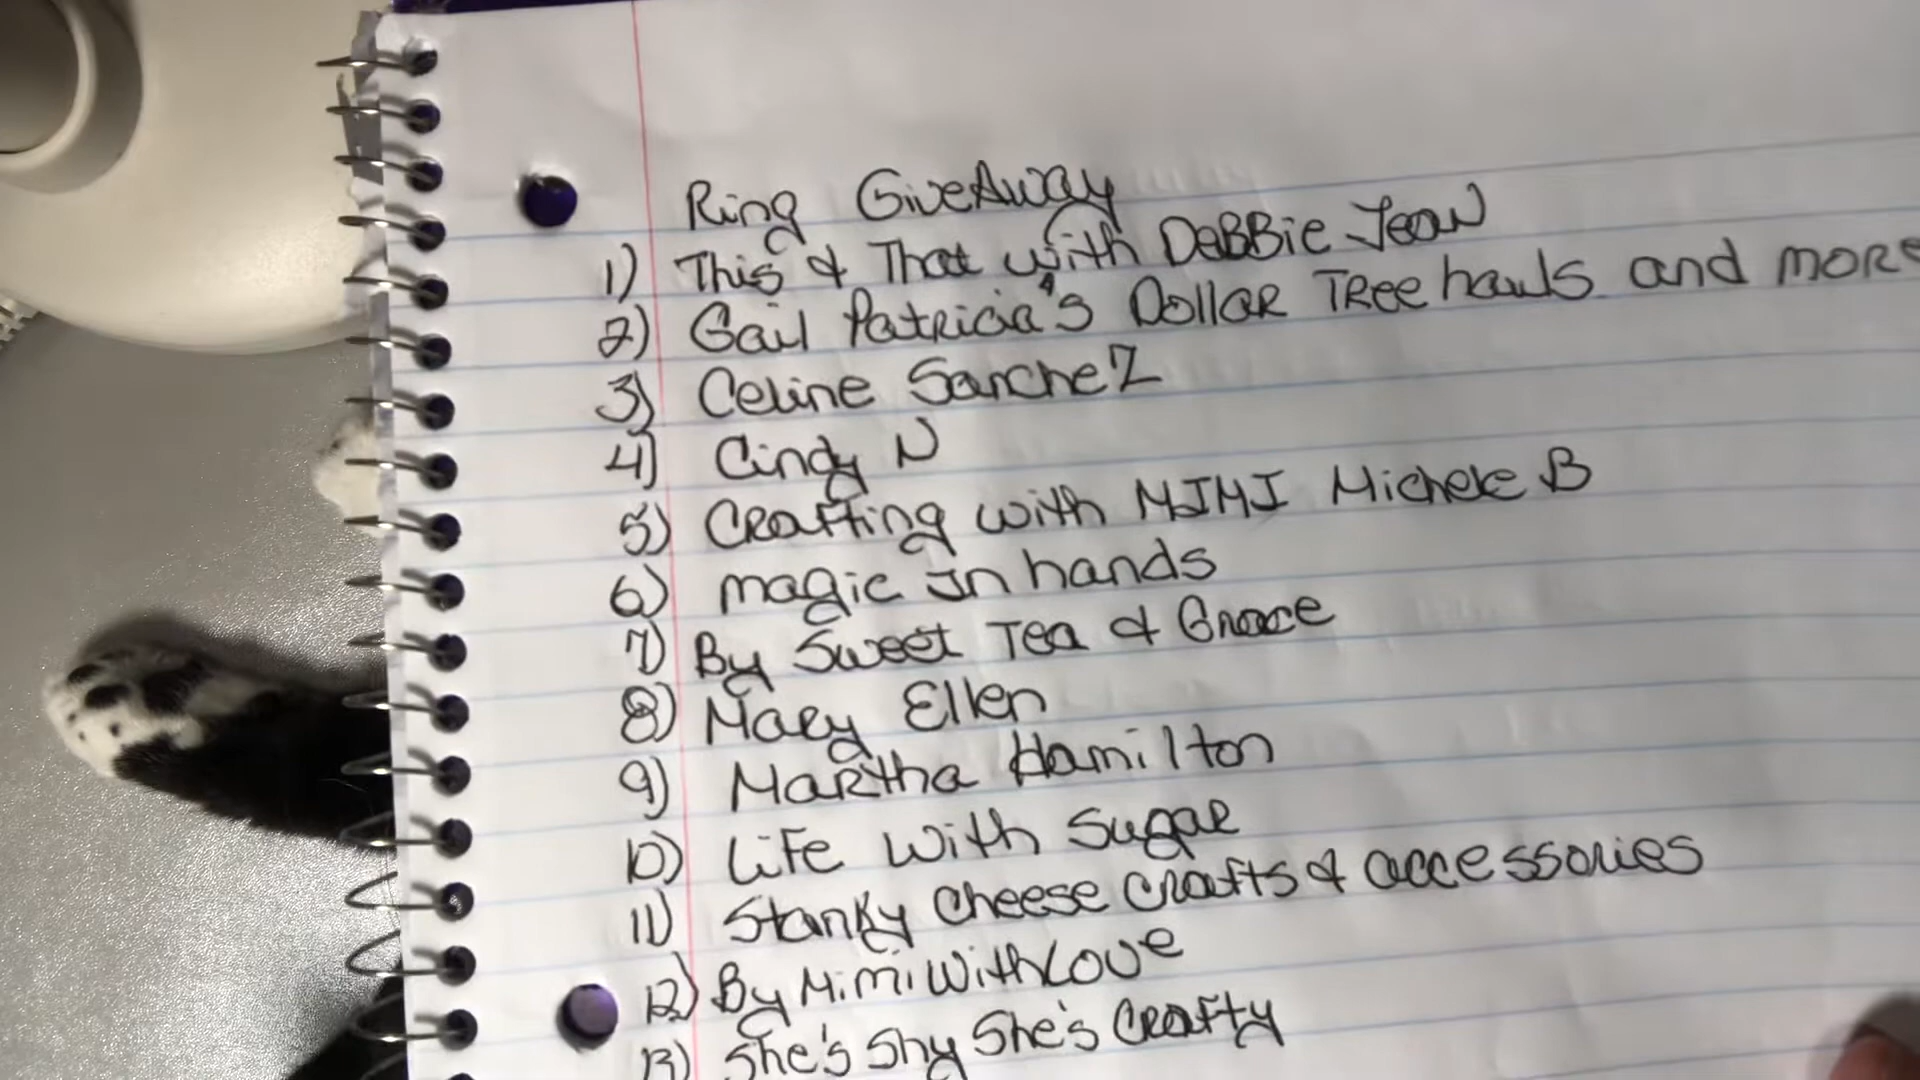 Ring GiveAway
1) This & That with DeBBie Jean
2) Gail Patricia's Dollar Tree hauls and more
3) Celine Sanchez
4) Cindy N
5) Crafting with MIMI Michele B
6) magic In hands
7) By Sweet Tea & Grace
8) Mary Ellen
9) Martha Hamilton
10) Life With Sugar
11) Stanky Cheese Crafts & accessories
12) By Mimi With Love
13) She's Shy She's Crafty